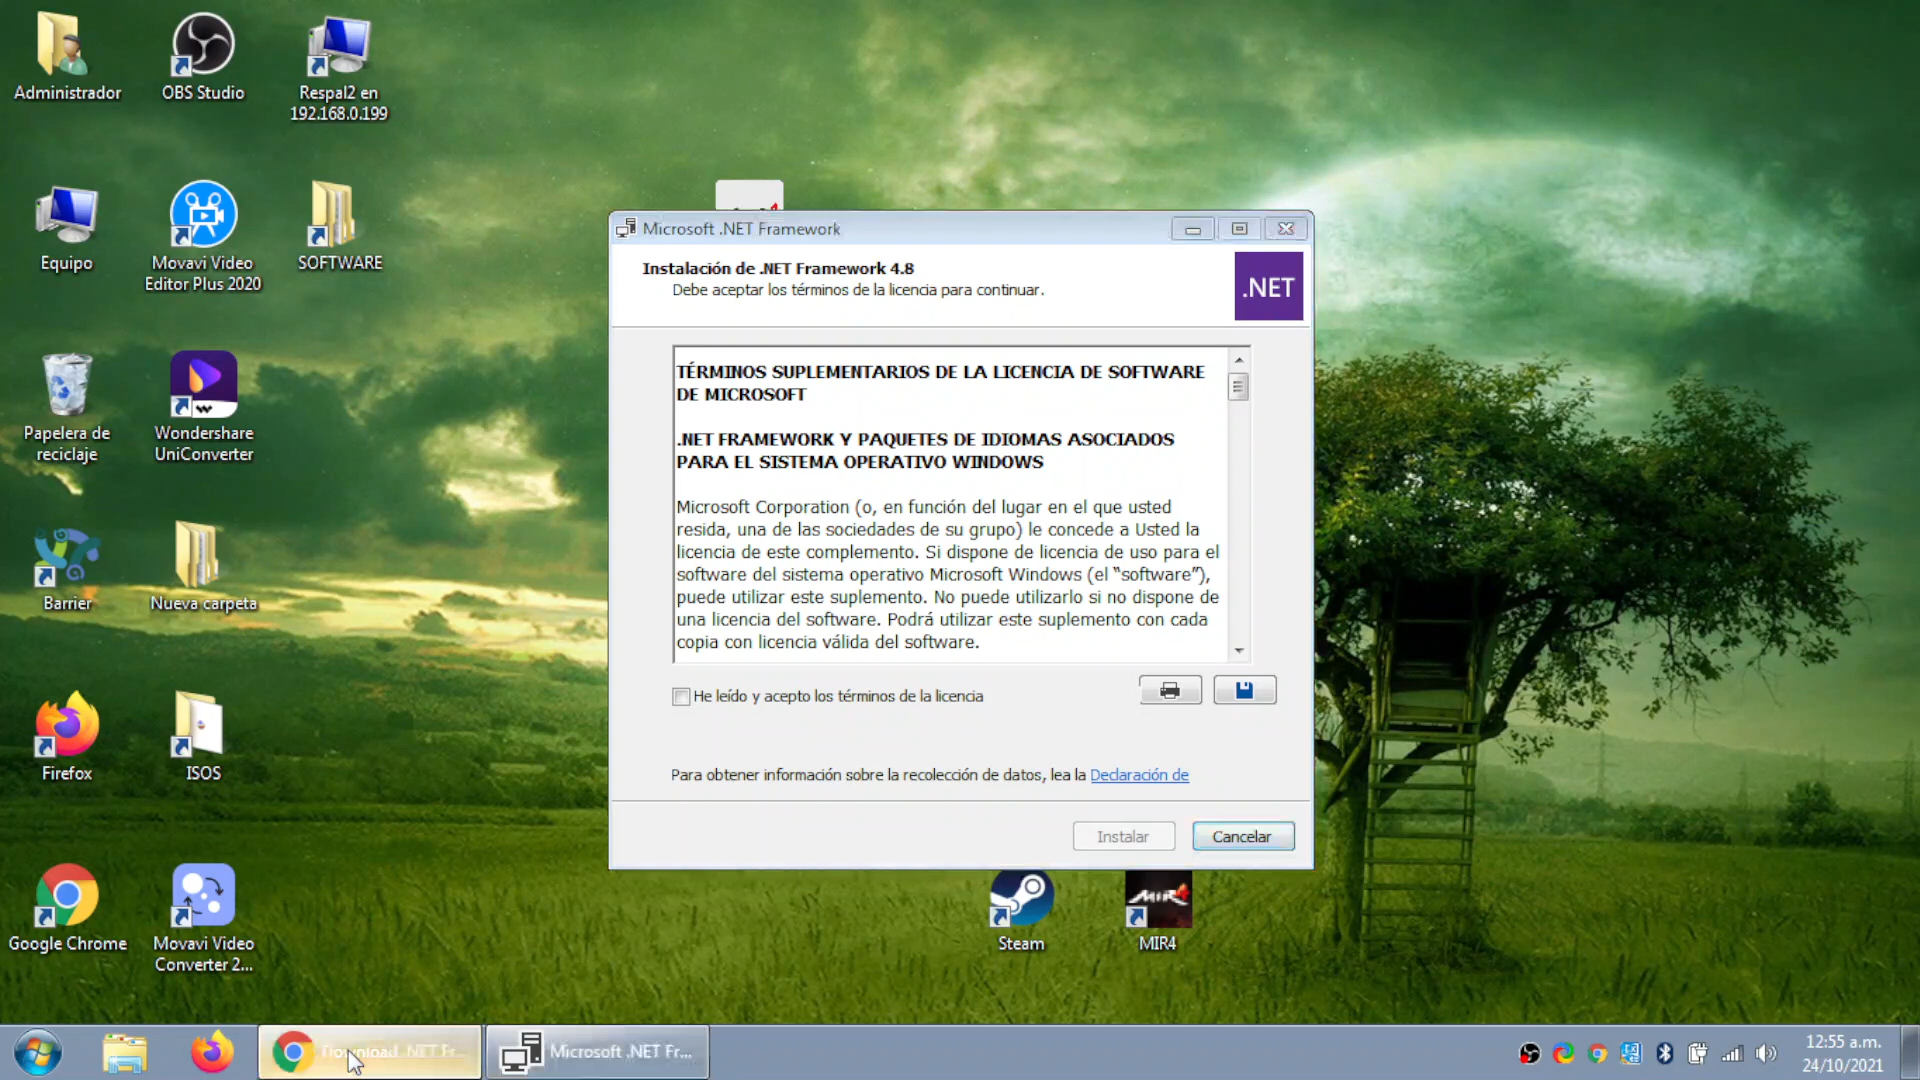 Administrador
OBS Studio
Respal2 en
192.168.0.199
Equipo
Movavi Video
Editor Plus 2020
SOFTWARE
Papelera de
reciclaje
Wondershare
UniConverter
Barrier
Nueva carpeta
Firefox
ISOS
Google Chrome
Movavi Video
Converter 2...
Microsoft .NET Framework
Instalación de .NET Framework 4.8
Debe aceptar los términos de la licencia para continuar.
.NET
TÉRMINOS SUPLEMENTARIOS DE LA LICENCIA DE SOFTWARE
DE MICROSOFT
.NET FRAMEWORK Y PAQUETES DE IDIOMAS ASOCIADOS
PARA EL SISTEMA OPERATIVO WINDOWS
Microsoft Corporation (o, en función del lugar en el que usted
resida, una de las sociedades de su grupo) le concede a Usted la
licencia de este complemento. Si dispone de licencia de uso para el
software del sistema operativo Microsoft Windows (el “software”),
puede utilizar este suplemento. No puede utilizarlo si no dispone de
una licencia del software. Podrá utilizar este suplemento con cada
copia con licencia válida del software.
He leído y acepto los términos de la licencia
Para obtener información sobre la recolección de datos, lea la Declaración de
Instalar
Cancelar
Steam
MIR4
MIR4
Download .NET Fr...
Microsoft .NET Fr...
12:55 a.m.
24/10/2021